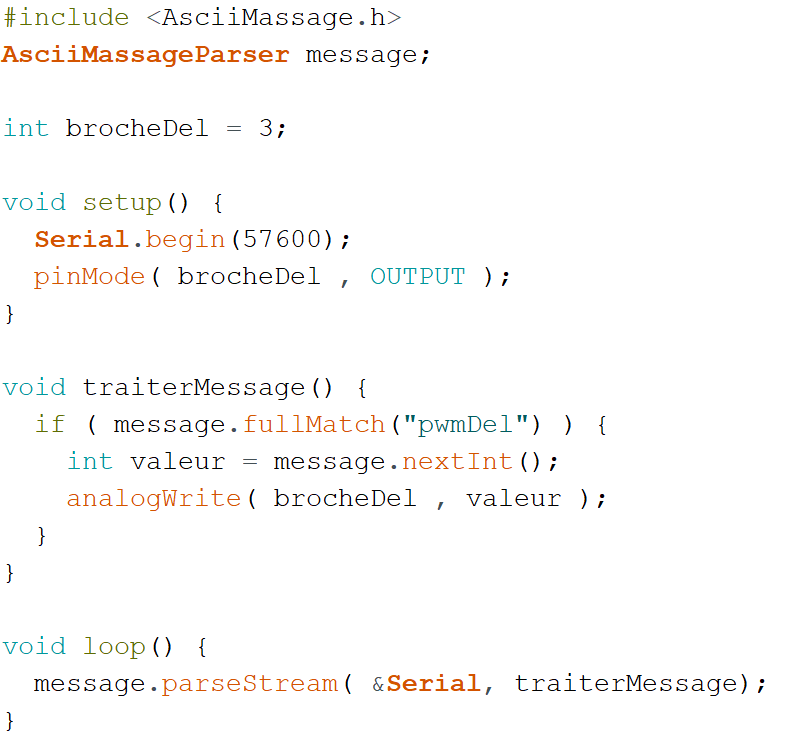 #include <AsciiMassage.h>
AsciiMassageParser message;

int brocheDel = 3;

void setup() {
  Serial.begin(57600);
  pinMode( brocheDel , OUTPUT );
}

void traiterMessage() {
  if ( message.fullMatch("pwmDel") ) {
    int valeur = message.nextInt();
    analogWrite( brocheDel , valeur );
  }
}

void loop() {
  message.parseStream( &Serial, traiterMessage);
}